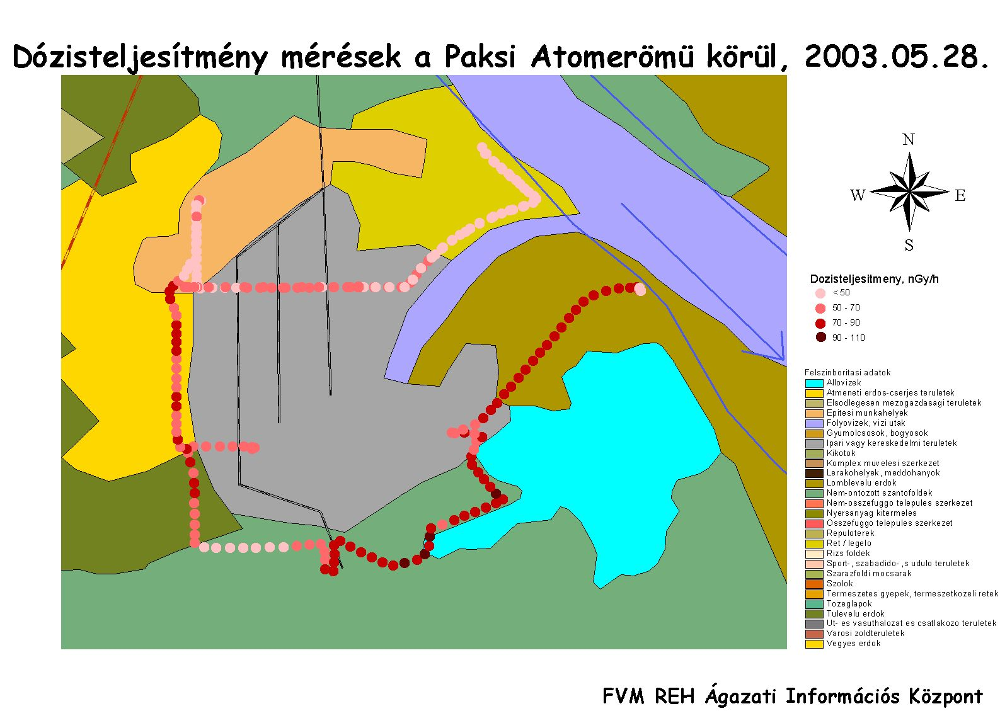 Dózisteljesítmény mérések a Paksi Atomerömü körül, 2003.05.28.
N
W
E
S
Dozisteljesitmeny, nGy/h
< 50
50 - 70
70 - 90
90 - 110
Felszinboritasi adatok
Allovizek
Atmeneti erdos-cserjes teruletek
Elsodlegesen mezogazdasagi teruletek
Epitesi munkahelyek
Folyovizek, vizi utak
Gyumolcsosok, bogyosok
Ipari vagy kereskedelmi teruletek
Kikotok
Komplex muvelesi szerkezet
Lerakohelyek, meddohanyok
Lomblevelu erdok
Nem-ontozott szantofoldek
Nem-osszefuggo telepules szerkezet
Nyersanyag kitermeles
Osszefuggo telepules szerkezet
Repuloterek
Ret / legelo
Rizs foldek
Sport-, szabadido- ,s udulo teruletek
Szarazfoldi mocsarak
Szolok
Termeszetes gyepek, termeszetkozeli retek
Tozeglapok
Tulevelu erdok
Ut- es vasuthalozat es csatlakozo teruletek
Varosi zoldteruletek
Vegyes erdok
FVM REH Ágazati Információs Központ